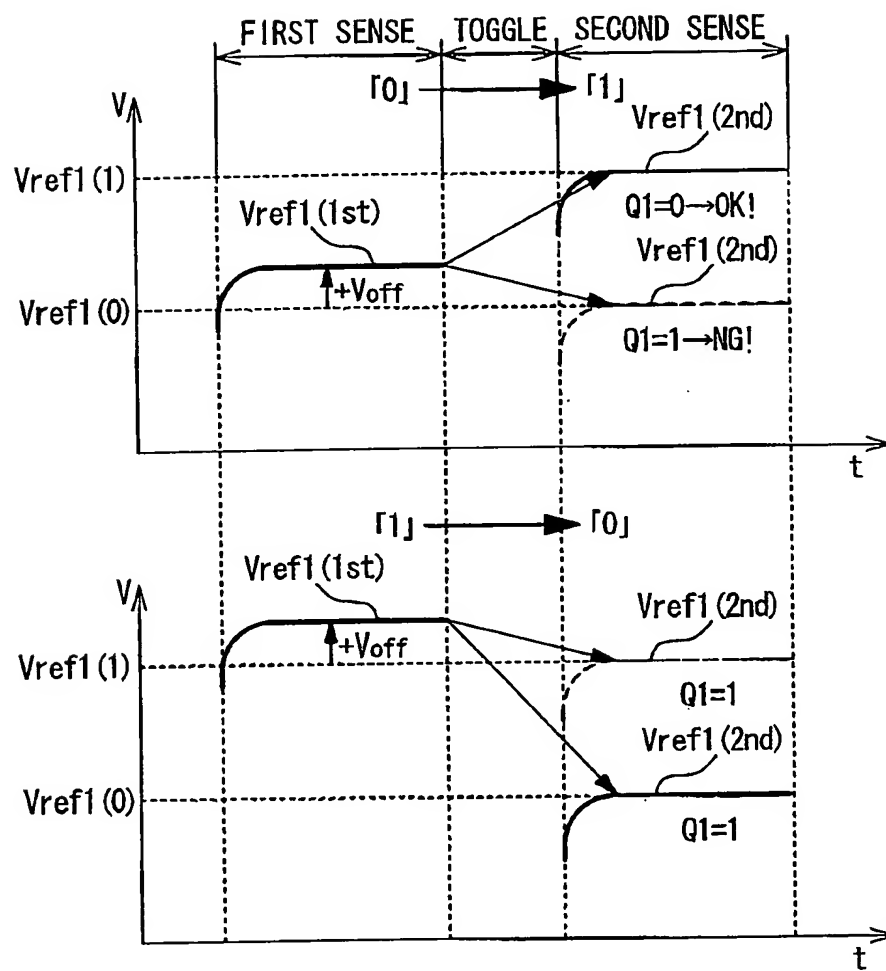 FIRST SENSE TOGGLE SECOND SENSE
「0」 「1」
V
Vref1(2nd)
Vref1(1)
Vref1(1st)
Q1=0→OK!
Vref1(2nd)
+Voff
Vref1(0)
Q1=1→NG!
t
「1」 「0」
Vref1(1st)
V
Vref1(2nd)
+Voff
Vref1(1)
Q1=1
Vref1(2nd)
Vref1(0)
Q1=1
t